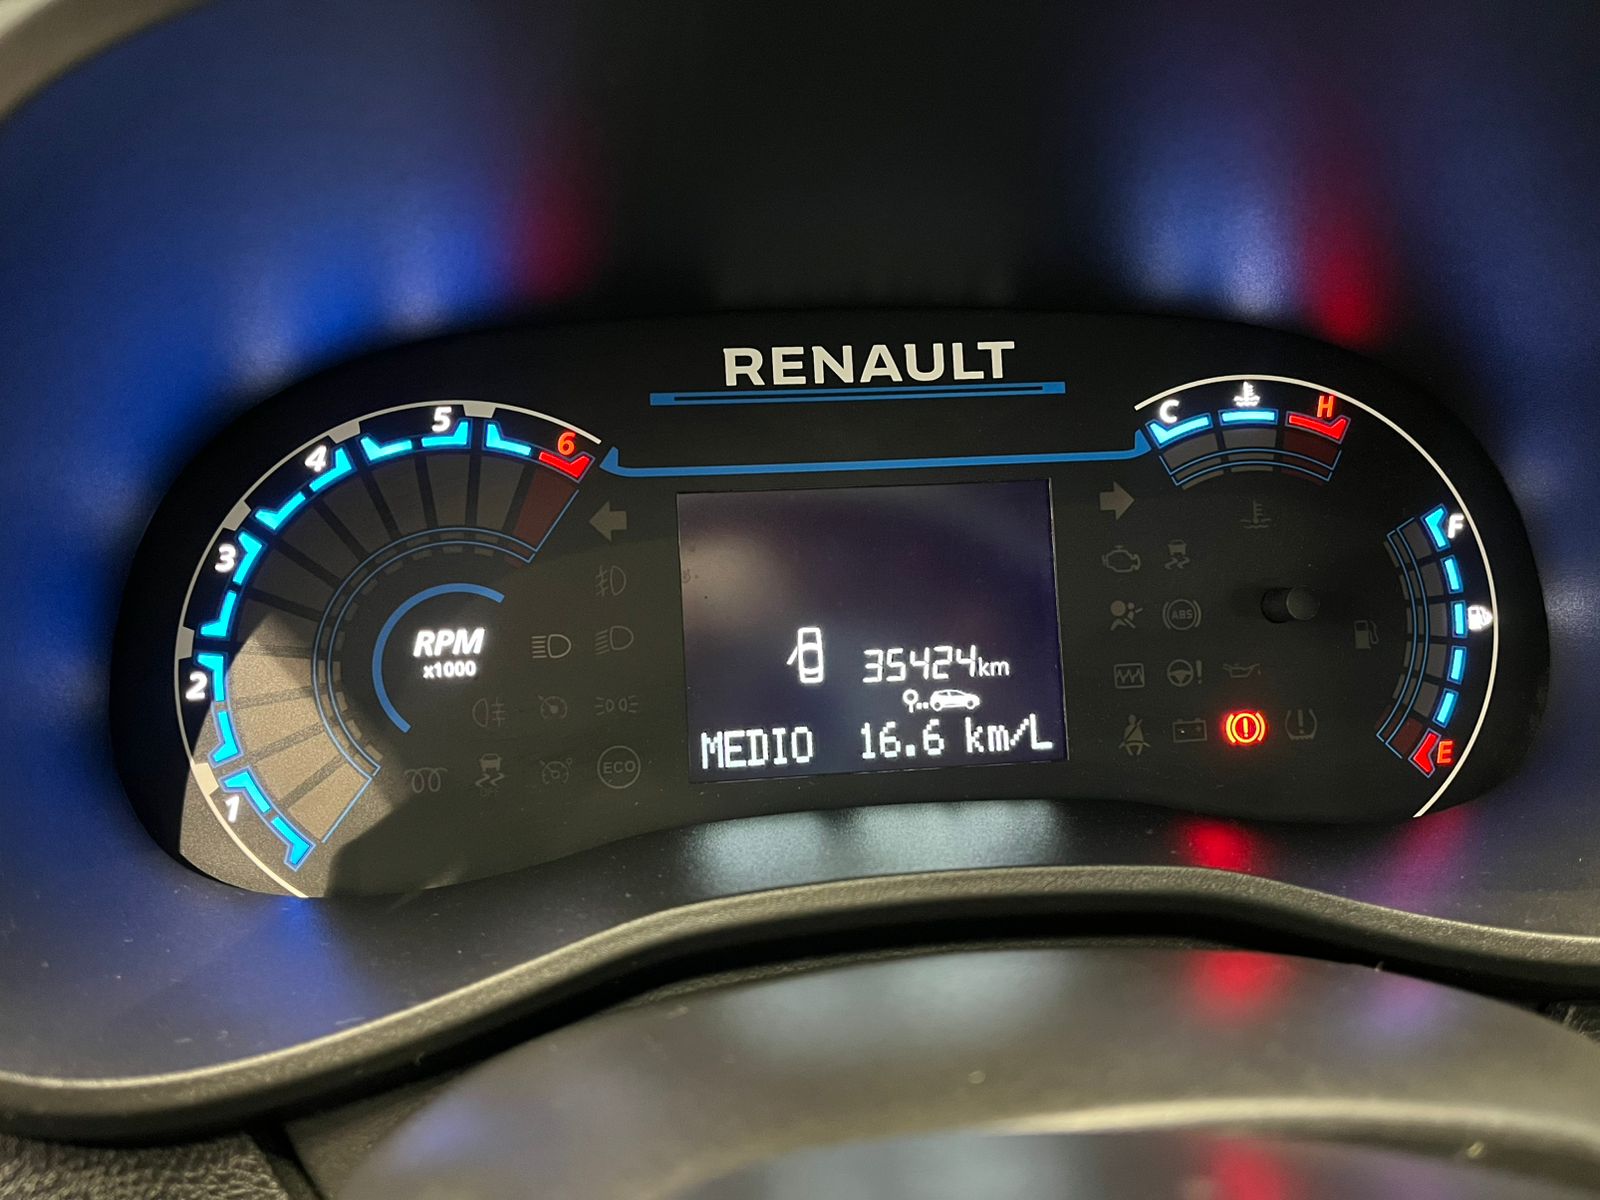 RENAULT
1
2
3
4
5
6
RPM
x1000
C
H
F
E
ABS
ECO
35424km
MEDIO 16.6 km/L